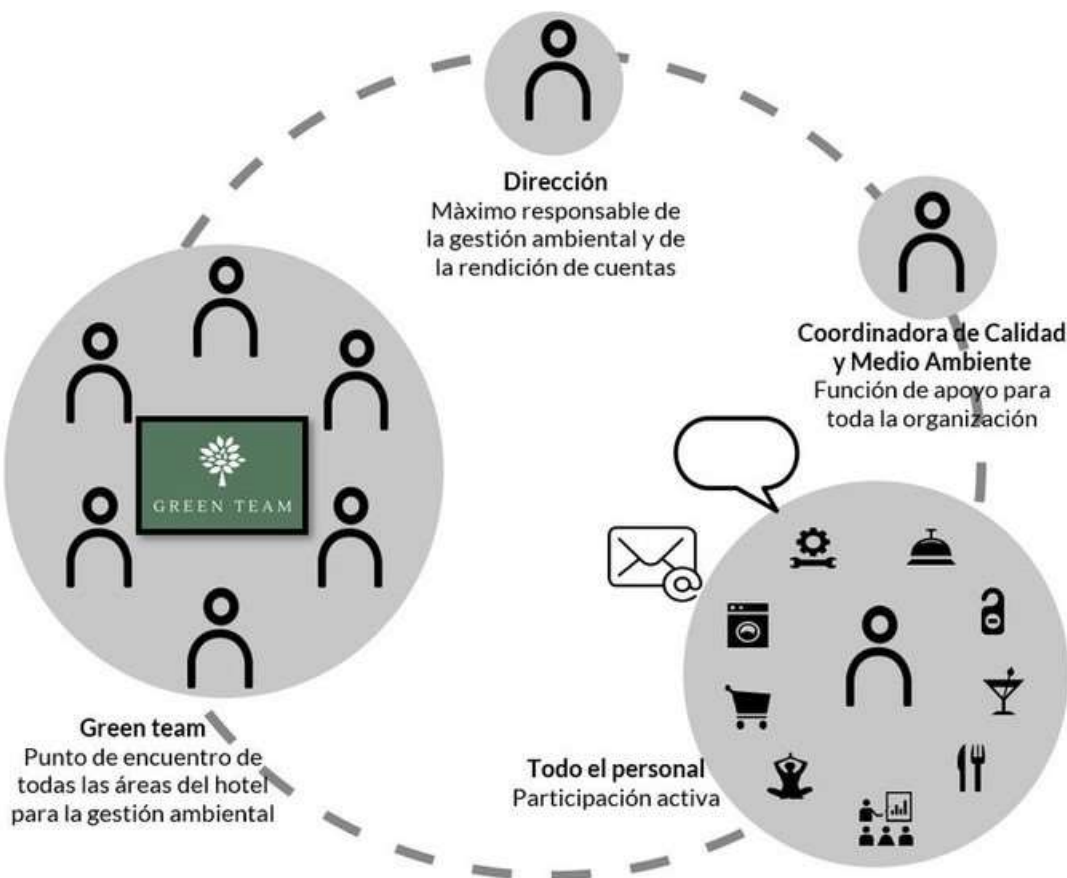 Dirección
Màximo responsable de
la gestión ambiental y de
la rendición de cuentas
Coordinadora de Calidad
y Medio Ambiente
Función de apoyo para
toda la organización
GREEN TEAM
Green team
Punto de encuentro de
todas las áreas del hotel
para la gestión ambiental
Todo el personal
Participación activa
@